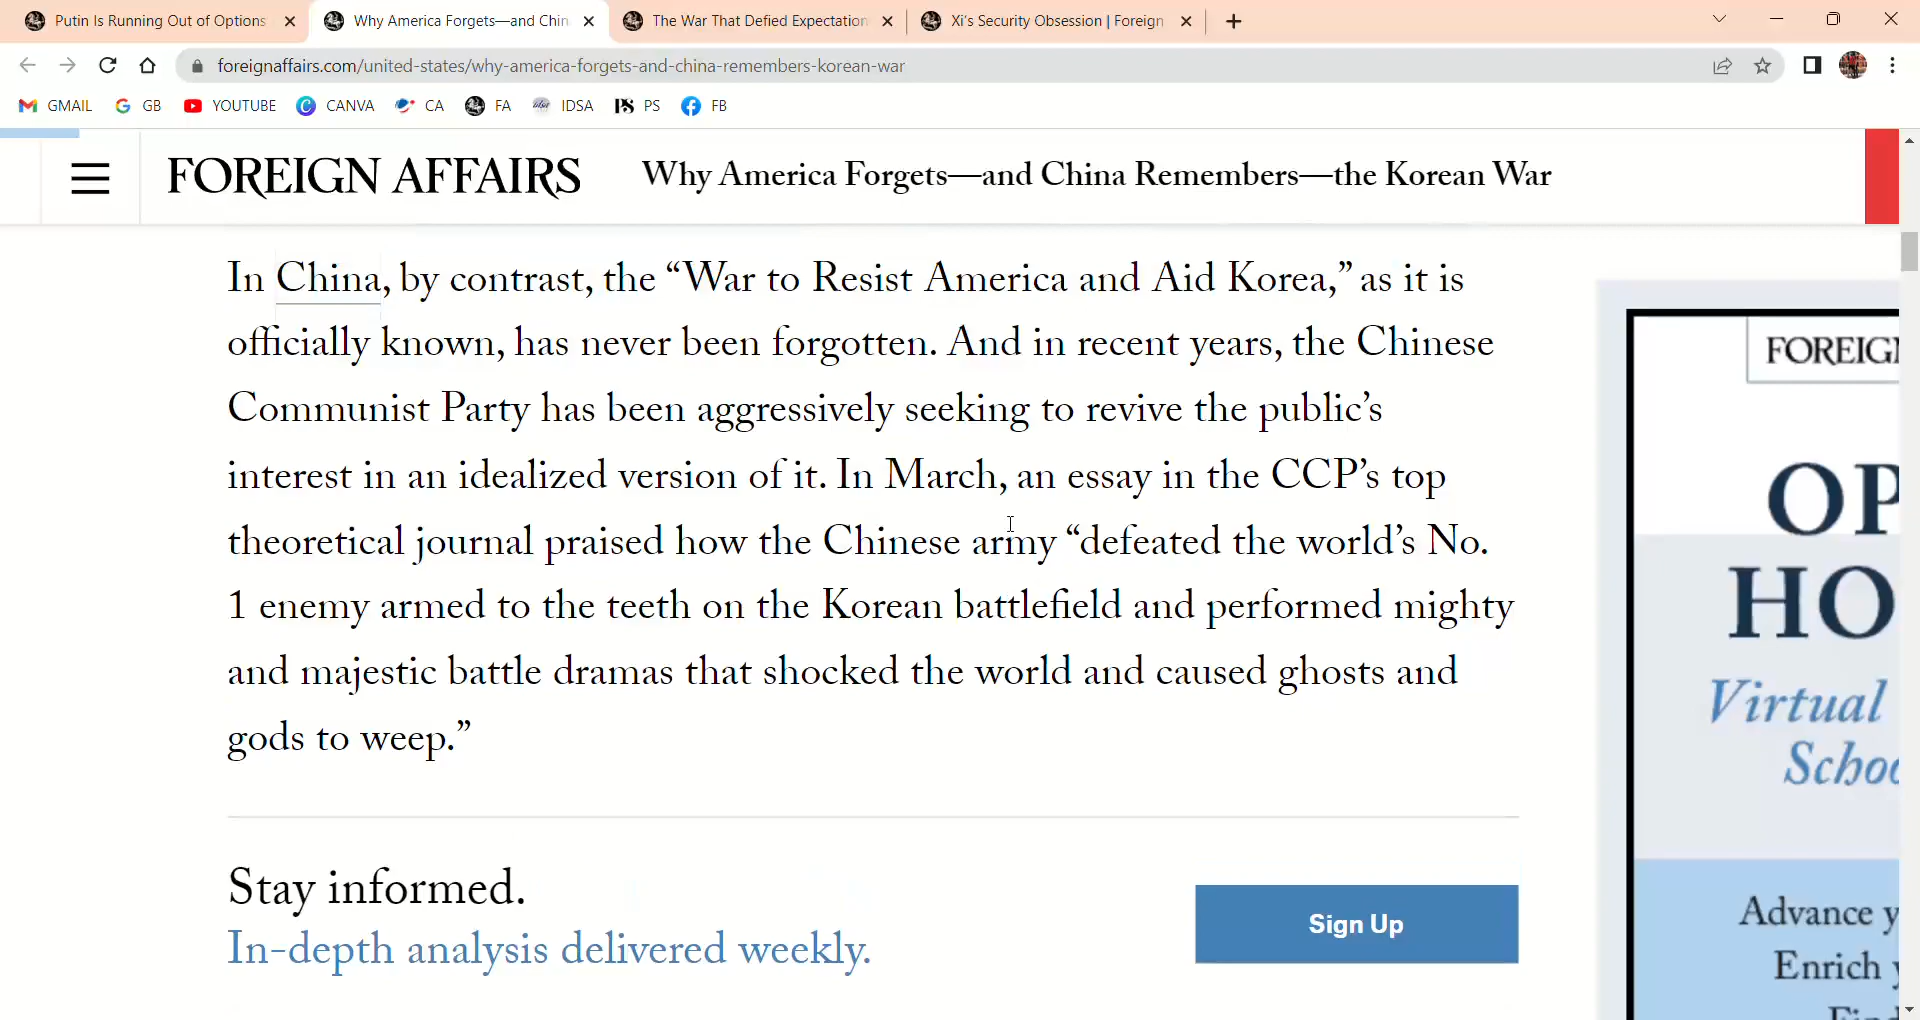 Putin Is Running Out of Options
Why America Forgets—and Chin
The War That Defied Expectation
Xi's Security Obsession | Foreign
foreignaffairs.com/united-states/why-america-forgets-and-china-remembers-korean-war
GMAIL GB YOUTUBE CANVA CA FA IDSA PS PS FB
FOREIGN AFFAIRS Why America Forgets—and China Remembers—the Korean War
In China, by contrast, the “War to Resist America and Aid Korea,” as it is
officially known, has never been forgotten. And in recent years, the Chinese
Communist Party has been aggressively seeking to revive the public’s
interest in an idealized version of it. In March, an essay in the CCP’s top
theoretical journal praised how the Chinese army “defeated the world’s No.
1 enemy armed to the teeth on the Korean battlefield and performed mighty
and majestic battle dramas that shocked the world and caused ghosts and
gods to weep.”
Stay informed.
In-depth analysis delivered weekly.
Sign Up
FOREIG
OP
HO
Virtual
Schoo
Advance y
Enrich y